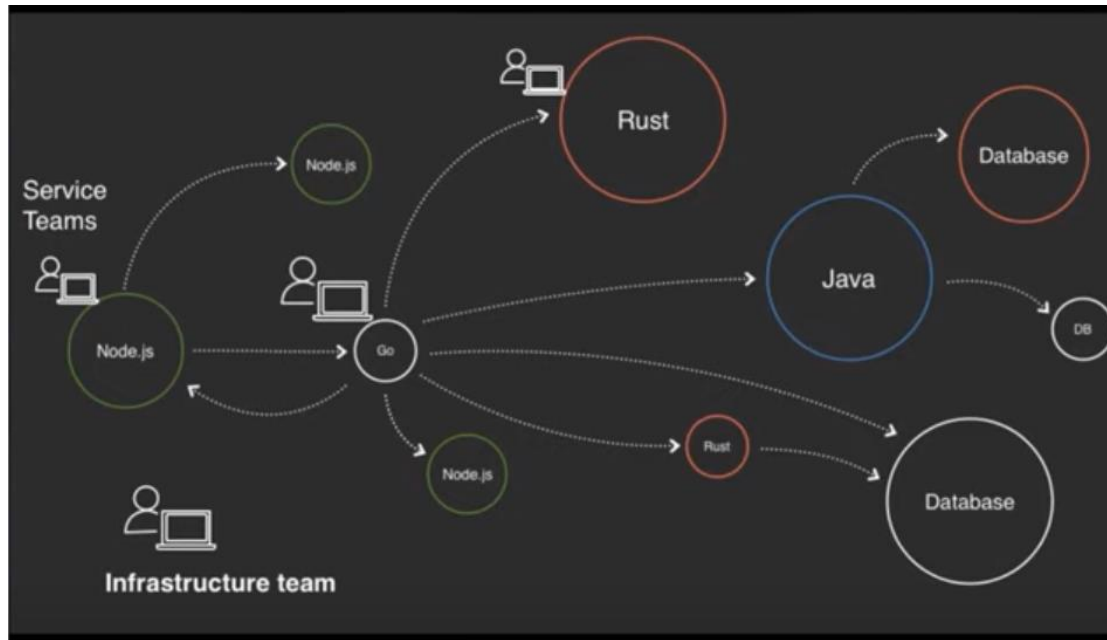 Rust
Database
Node.js
Service
Teams
Java
DB
Node.js
Go
Rust
Node.js
Database
Infrastructure team